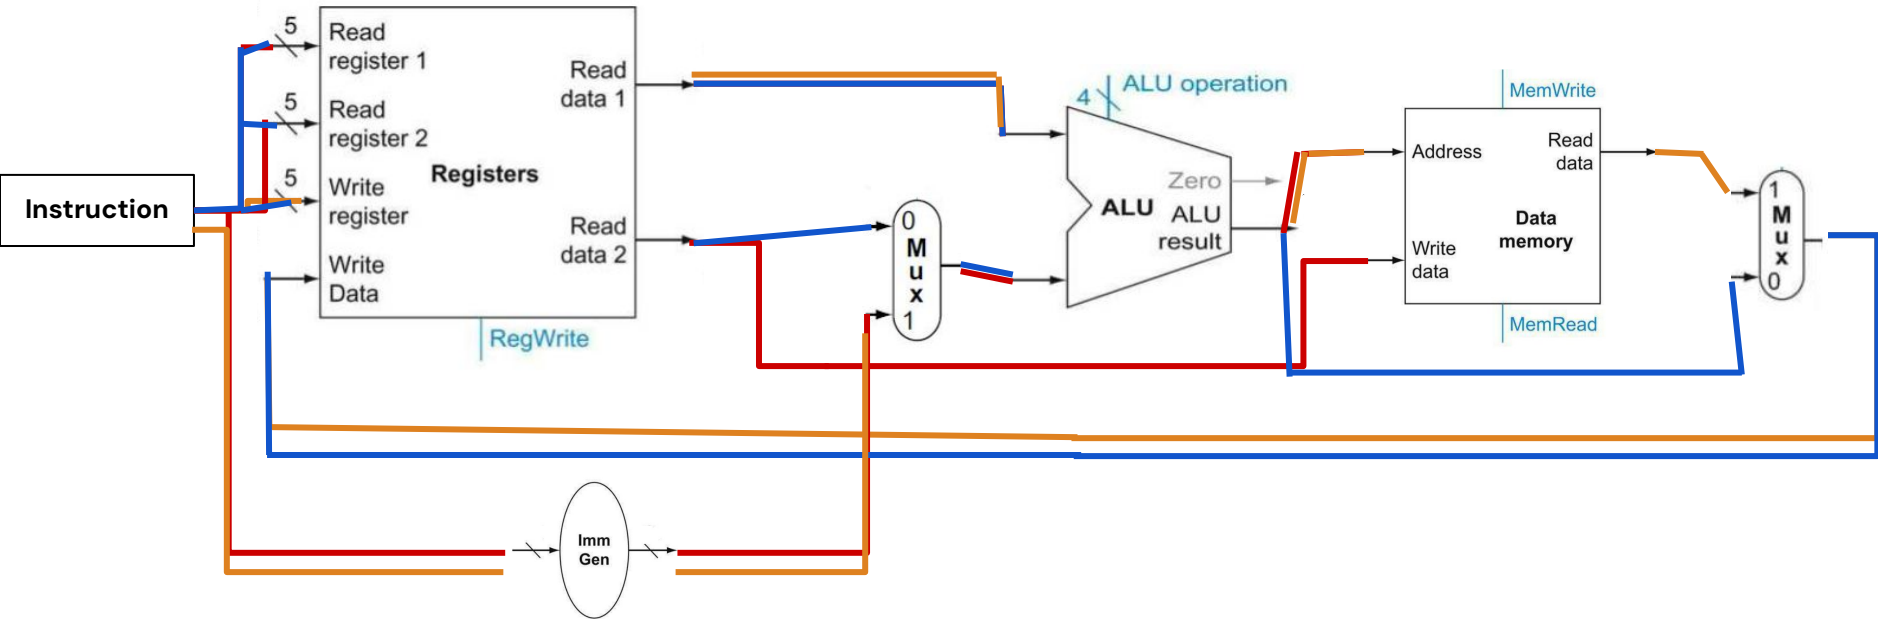 Instruction
5
Read
register 1
5
Read
register 2
5
Write
register
Write
Data
Registers
Read
data 1
Read
data 2
RegWrite
0
M
u
x
1
Imm
Gen
4
ALU operation
Zero
ALU
ALU
result
MemWrite
Address
Read
data
Write
data
Data
memory
MemRead
1
M
u
x
0